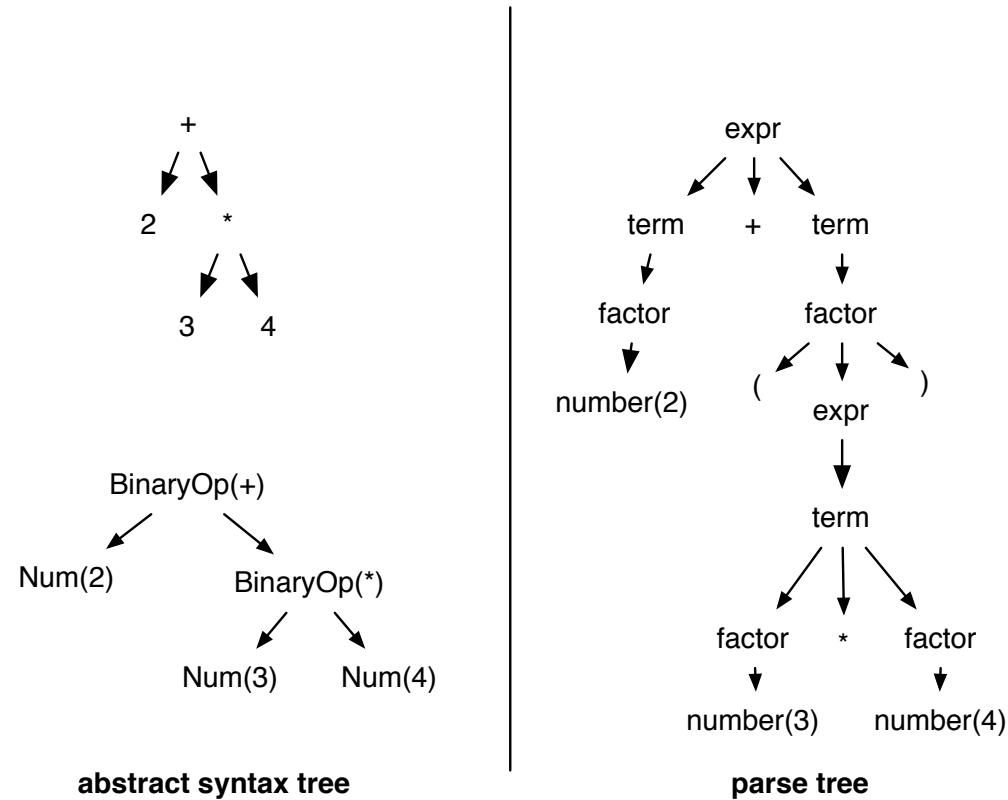 +
2 *
3 4
BinaryOp(+)
Num(2) BinaryOp(*)
Num(3) Num(4)
abstract syntax tree
expr
term + term
factor factor
number(2) ( )
expr
term
factor * factor
number(3) number(4)
parse tree